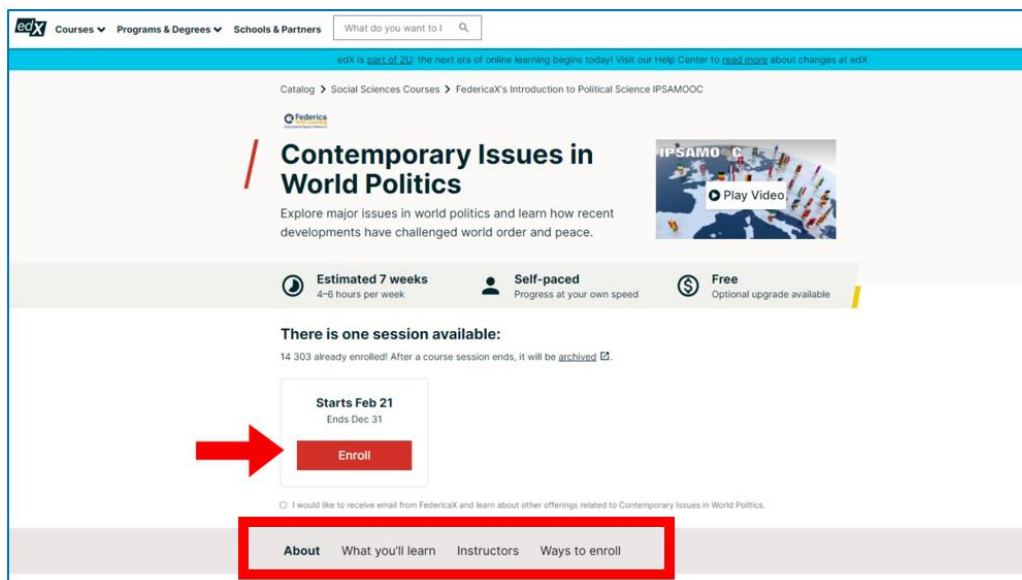 edX Courses Programs & Degrees Schools & Partners What do you want to l
edX is part of 2U: the next era of online learning begins today! Visit our Help Center to read more about changes at edX
Catalog > Social Sciences Courses > FedericaX's Introduction to Political Science IPSAMOOC
Federica
Contemporary Issues in
World Politics
Explore major issues in world politics and learn how recent
developments have challenged world order and peace.
IPSAMO C
Play Video
Estimated 7 weeks
4–6 hours per week
Self-paced
Progress at your own speed
Free
Optional upgrade available
There is one session available:
14 303 already enrolled! After a course session ends, it will be archived.
Starts Feb 21
Ends Dec 31
Enroll
I would like to receive email from FedericaX and learn about other offerings related to Contemporary Issues in World Politics.
About What you'll learn Instructors Ways to enroll